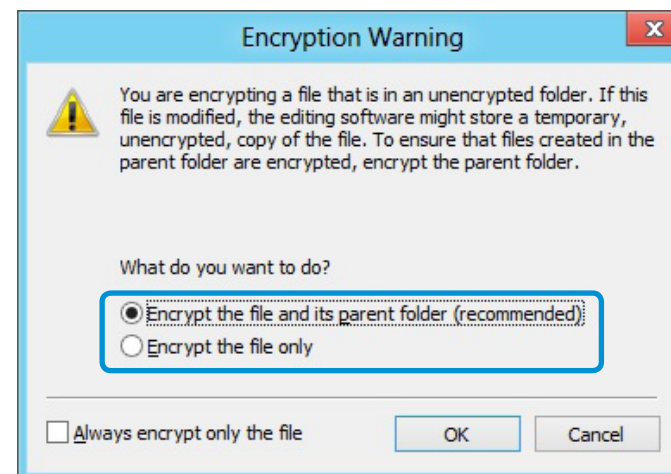 Encryption Warning
You are encrypting a file that is in an unencrypted folder. If this
file is modified, the editing software might store a temporary,
unencrypted, copy of the file. To ensure that files created in the
parent folder are encrypted, encrypt the parent folder.
What do you want to do?
Encrypt the file and its parent folder (recommended)
Encrypt the file only
Always encrypt only the file
OK
Cancel